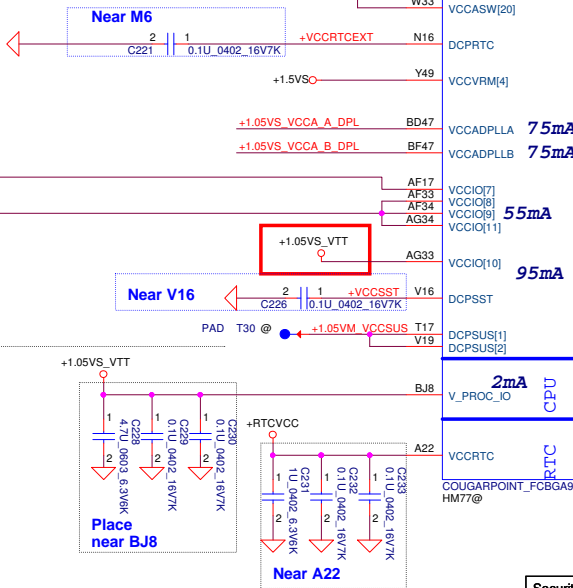 W33
VCCASW[20]
Near M6
2
1
+VCCRTCEXT
N16
DCPRTC
C221
0.1U_0402_16V7K
+1.5VS
Y49
VCCVRM[4]
+1.05VS_VCCA_A_DPL
BD47
VCCADPLLA
75mA
+1.05VS_VCCA_B_DPL
BF47
VCCADPLLB
75mA
AF17
VCCIO[7]
AF33
VCCIO[8]
AF34
VCCIO[9]
55mA
AG34
VCCIO[11]
+1.05VS_VTT
AG33
VCCIO[10]
95mA
Near V16
2
1
+VCCSST
V16
DCPSST
C226
0.1U_0402_16V7K
PAD T30 @
+1.05VM_VCCSUS
T17
DCPSUS[1]
V19
DCPSUS[2]
+1.05VS_VTT
BJ8
V_PROC_IO
2mA
CPU
1
2
C228
4.7U_0603_6.3V6K
1
2
C229
0.1U_0402_16V7K
1
2
C230
0.1U_0402_16V7K
Place
near BJ8
+RTCVCC
A22
VCCRTC
RTC
1
2
C231
1U_0402_6.3V6K
1
2
C232
0.1U_0402_16V7K
1
2
C233
0.1U_0402_16V7K
Near A22
COUGARPOINT_FCBGA9
HM77@